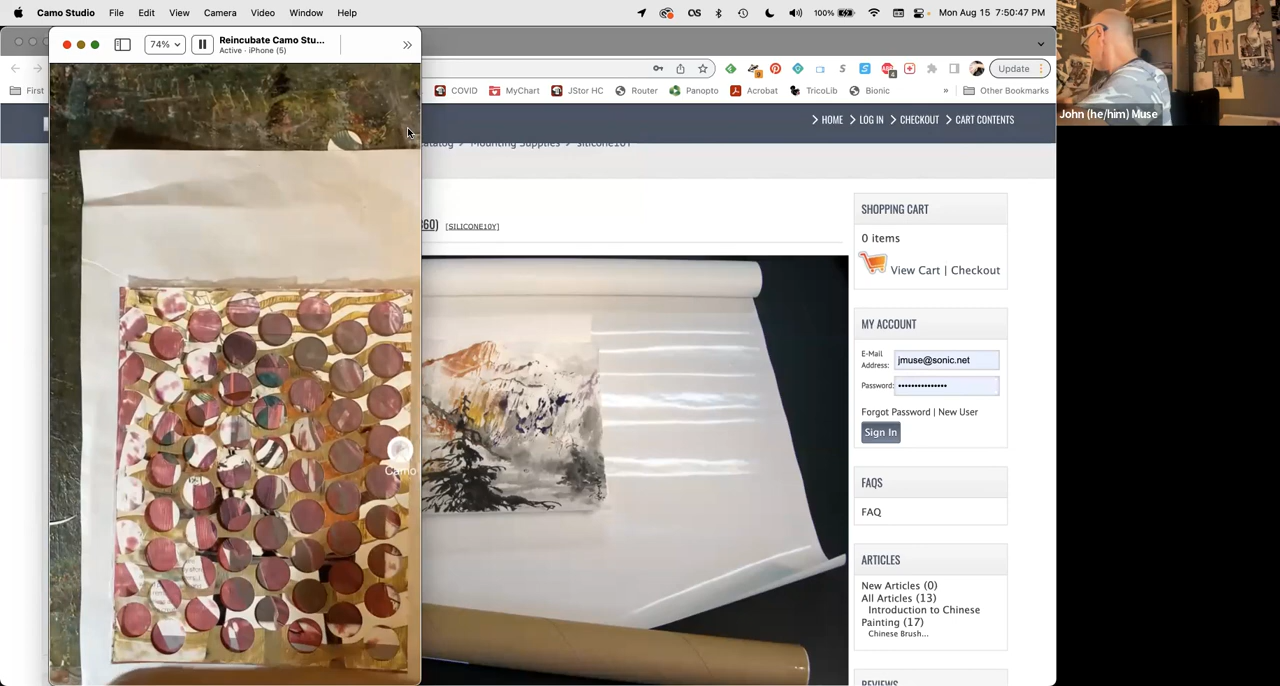 Camo Studio File Edit View Camera Video Window Help 100% Mon Aug 15 7:50:47 PM
74% Reincubate Camo Stu...
Active · iPhone (5)
Update
First COVID MyChart JStor HC Router Panopto Acrobat TricoLib Bionic » Other Bookmarks
John (he/him) Muse
HOME LOG IN CHECKOUT CART CONTENTS
Mounting Supplies silicone101
360) [SILICONE10Y]
SHOPPING CART
0 items
View Cart | Checkout
MY ACCOUNT
E-Mail
Address: jmuse@sonic.net
Password: •••••••••••••••
Forgot Password | New User
Sign In
Camo
FAQS
FAQ
ARTICLES
New Articles (0)
All Articles (13)
Introduction to Chinese
Painting (17)
Chinese Brush...
REVIEWS